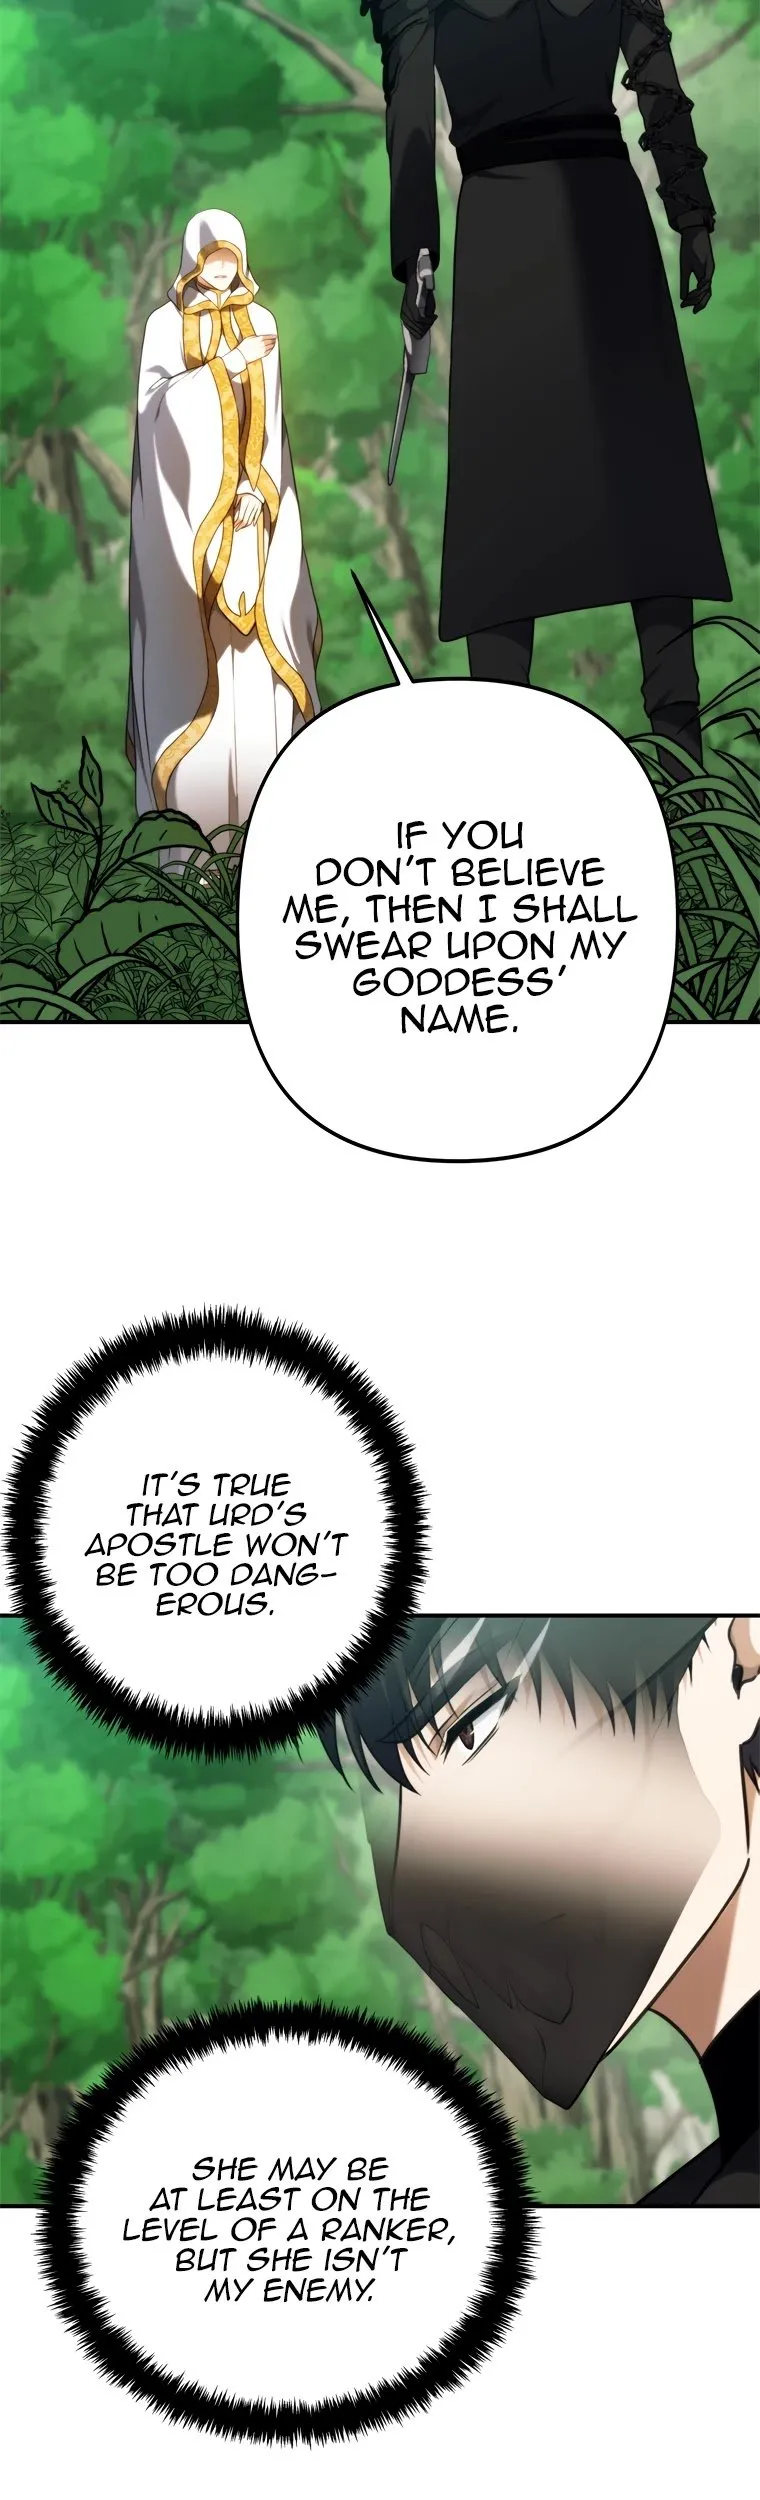 IF YOU
DON'T BELIEVE
ME, THEN I SHALL
SWEAR UPON MY
GODDESS'
NAME.
IT'S TRUE
THAT URD'S
APOSTLE WON'T
BE TOO DANG-
EROUS.
SHE MAY BE
AT LEAST ON THE
LEVEL OF A RANKER,
BUT SHE ISN'T
MY ENEMY.